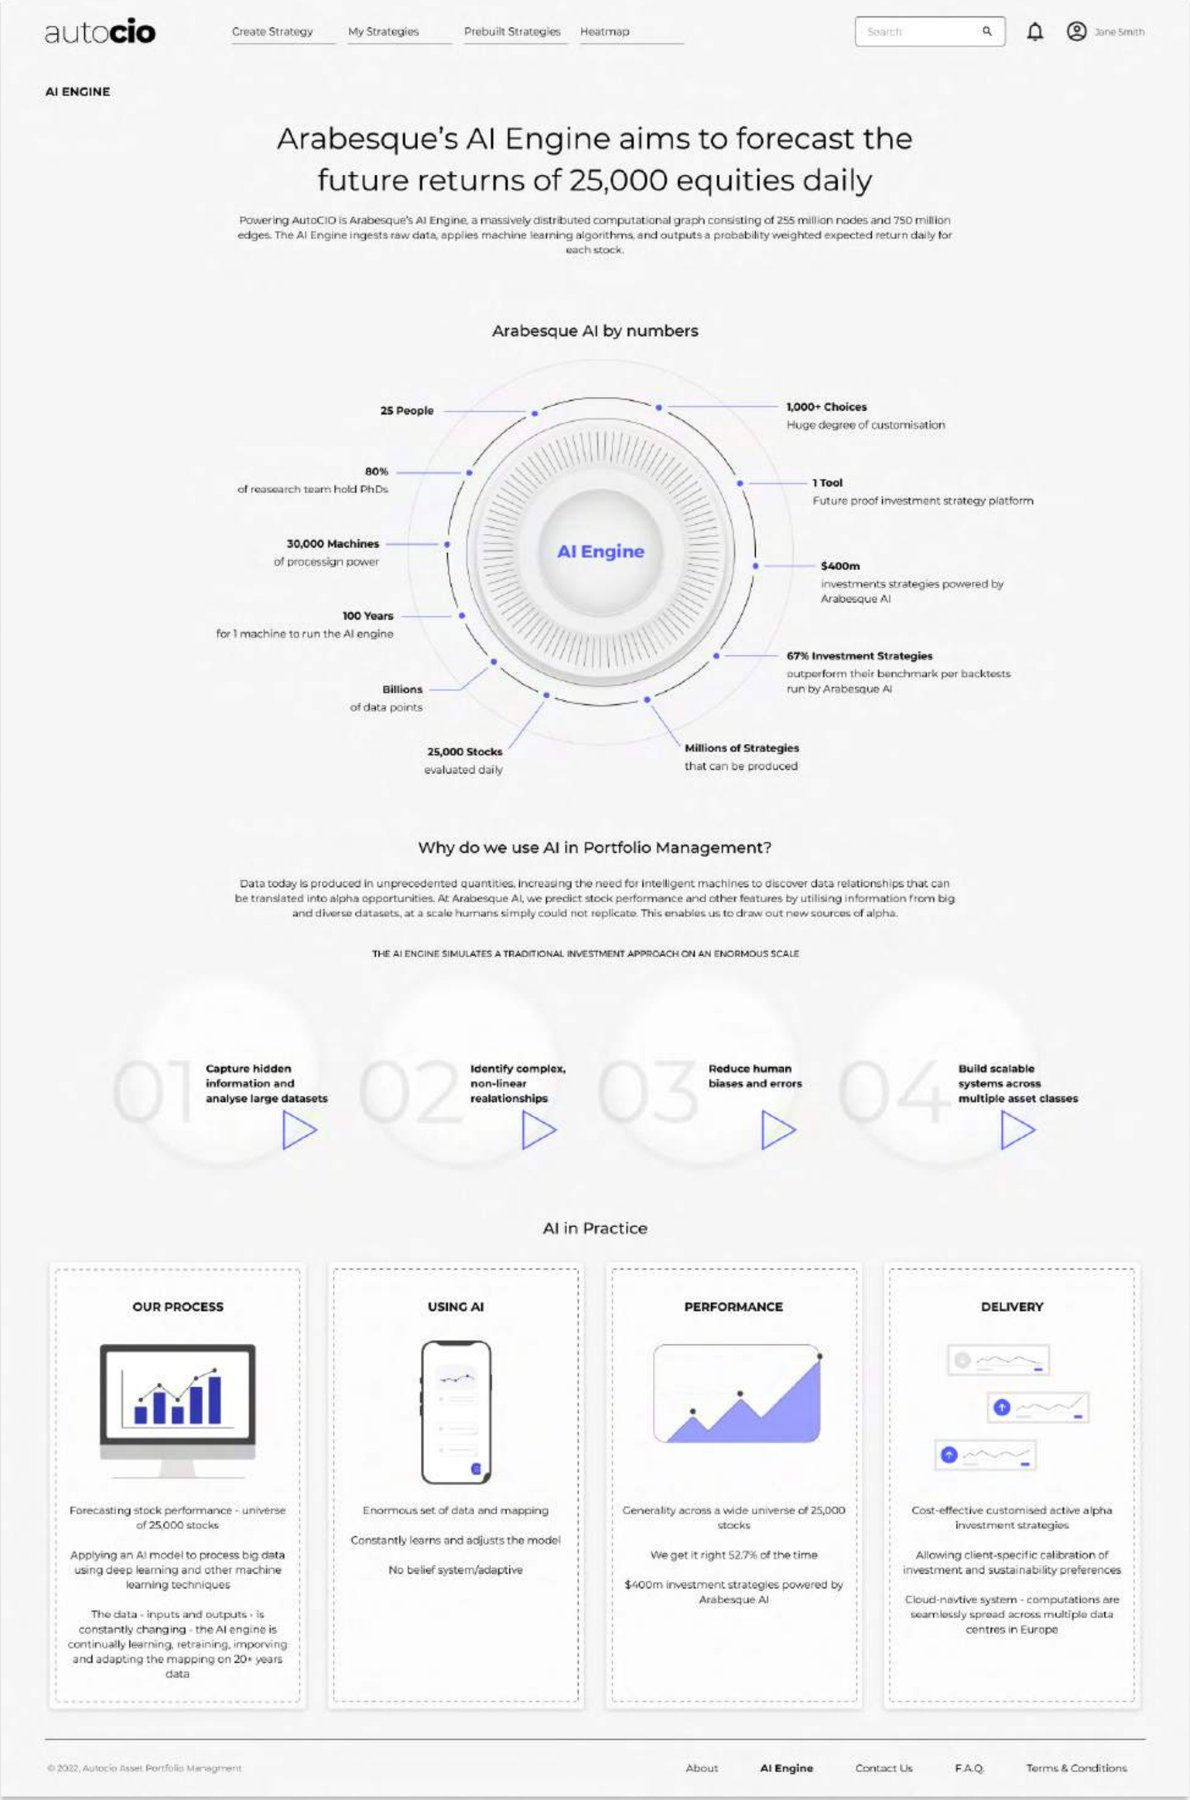 autocio
Create Strategy
My Strategies
Prebuilt Strategies
Heatmap
Search
Jane Smith
AI ENGINE
Arabesque's AI Engine aims to forecast the
future returns of 25,000 equities daily
Powering AutoCIO is Arabesque's AI Engine, a massively distributed computational graph consisting of 255 million nodes and 750 million
edges. The AI Engine ingests raw data, applies machine learning algorithms, and outputs a probability weighted expected return daily for
each stock.
Arabesque AI by numbers
25 People
80%
of reasearch team hold PhDs
30,000 Machines
of processign power
100 Years
for 1 machine to run the AI engine
Billions
of data points
25,000 Stocks
evaluated daily
AI Engine
1,000+ Choices
Huge degree of customisation
1 Tool
Future proof investment strategy platform
$400m
investments strategies powered by
Arabesque AI
67% Investment Strategies
outperform their benchmark per backtests
run by Arabesque AI
Millions of Strategies
that can be produced
Why do we use AI in Portfolio Management?
Data today is produced in unprecedented quantities, increasing the need for intelligent machines to discover data relationships that can
be translated into alpha opportunities. At Arabesque AI, we predict stock performance and other features by utilising information from big
and diverse datasets, at a scale humans simply could not replicate. This enables us to draw out new sources of alpha.
THE AI ENGINE SIMULATES A TRADITIONAL INVESTMENT APPROACH ON AN ENORMOUS SCALE
01
Capture hidden
information and
analyse large datasets
02
Identify complex,
non-linear
realationships
03
Reduce human
biases and errors
04
Build scalable
systems across
multiple asset classes
AI in Practice
OUR PROCESS
Forecasting stock performance - universe
of 25,000 stocks
Applying an AI model to process big data
using deep learning and other machine
learning techniques
The data - inputs and outputs - is
constantly changing - the AI engine is
continually learning, retraining, imporving
and adapting the mapping on 20+ years
data
USING AI
Enormous set of data and mapping
Constantly learns and adjusts the model
No belief system/adaptive
PERFORMANCE
Generality across a wide universe of 25,000
stocks
We get it right 52.7% of the time
$400m investment strategies powered by
Arabesque AI
DELIVERY
Cost-effective customised active alpha
investment strategies
Allowing client-specific calibration of
investment and sustainability preferences
Cloud-navtive system - computations are
seamlessly spread across multiple data
centres in Europe
© 2022, Autocio Asset Portfolio Managment
About
AI Engine
Contact Us
F.A.Q.
Terms & Conditions